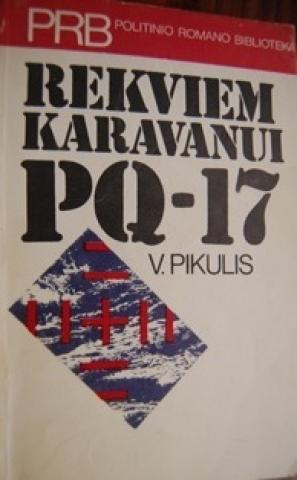 PRB POLITINIO ROMANO BIBLIOTEKA
REKVIEM
KARAVANUI
PQ-17
V. PIKULIS